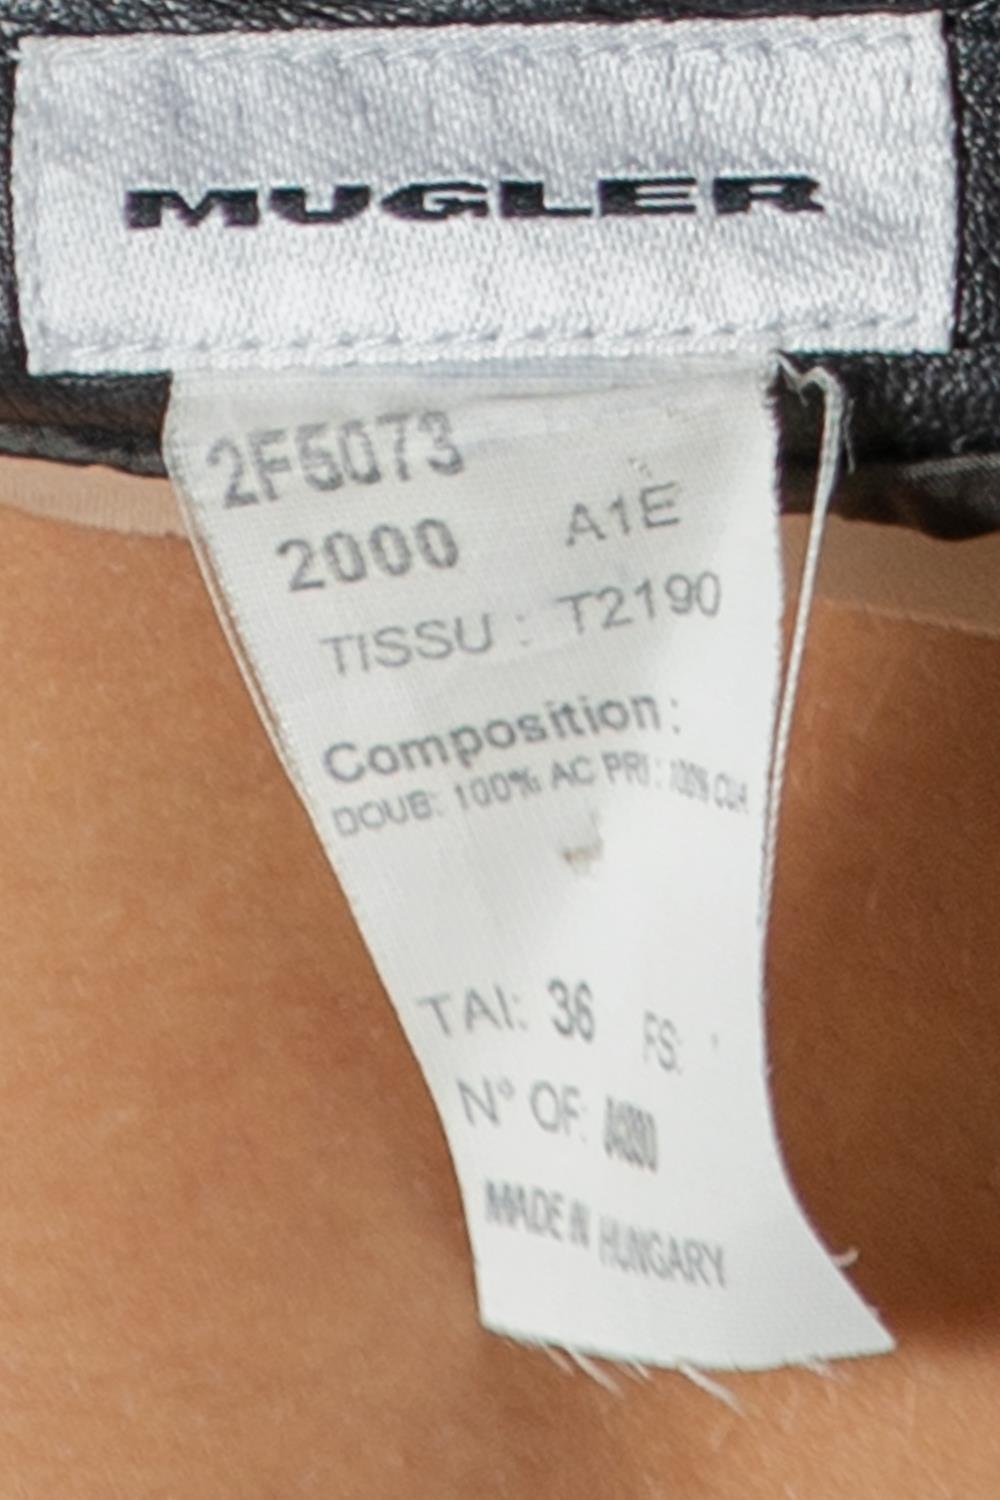 MUGLER
2F5073
2000 A1E
TISSU : T2190
Composition:
DOUB: 100% AC PRI: 100% CUA
TAI: 36 FS:
N° OF:
MADE IN HUNGARY